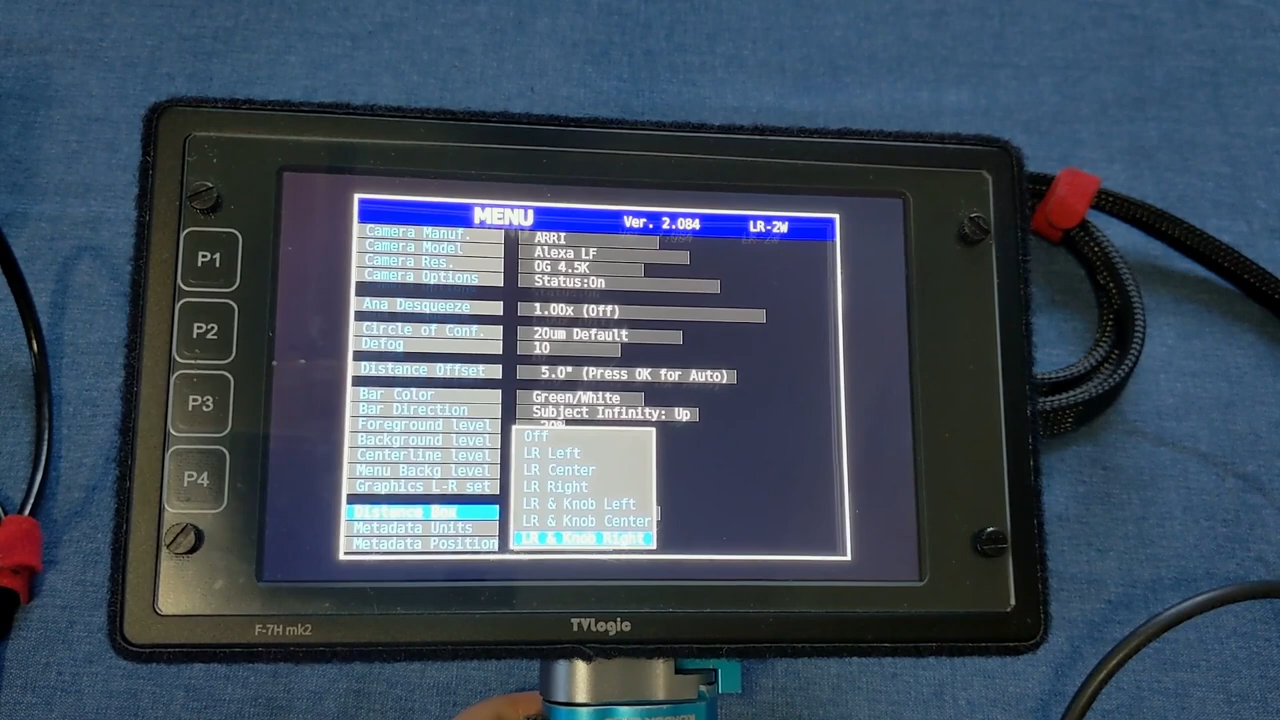 MENU Ver. 2.084 LR-2W
Camera Manuf. ARRI
Camera Model Alexa LF
Camera Res. OG 4.5K
Camera Options Status:On
Ana Desqueeze 1.00x (Off)
Circle of Conf. 20um Default
Defog 10
Distance Offset 5.0" (Press OK for Auto)
Bar Color Green/White
Bar Direction Subject Infinity: Up
Foreground level 20%
Background level
Centerline level
Menu Backg level
Graphics L-R set
Distance Box
Metadata Units
Metadata Position
Off
LR Left
LR Center
LR Right
LR & Knob Left
LR & Knob Center
LR & Knob Right
P1
P2
P3
P4
F-7H mk2
TVLogic